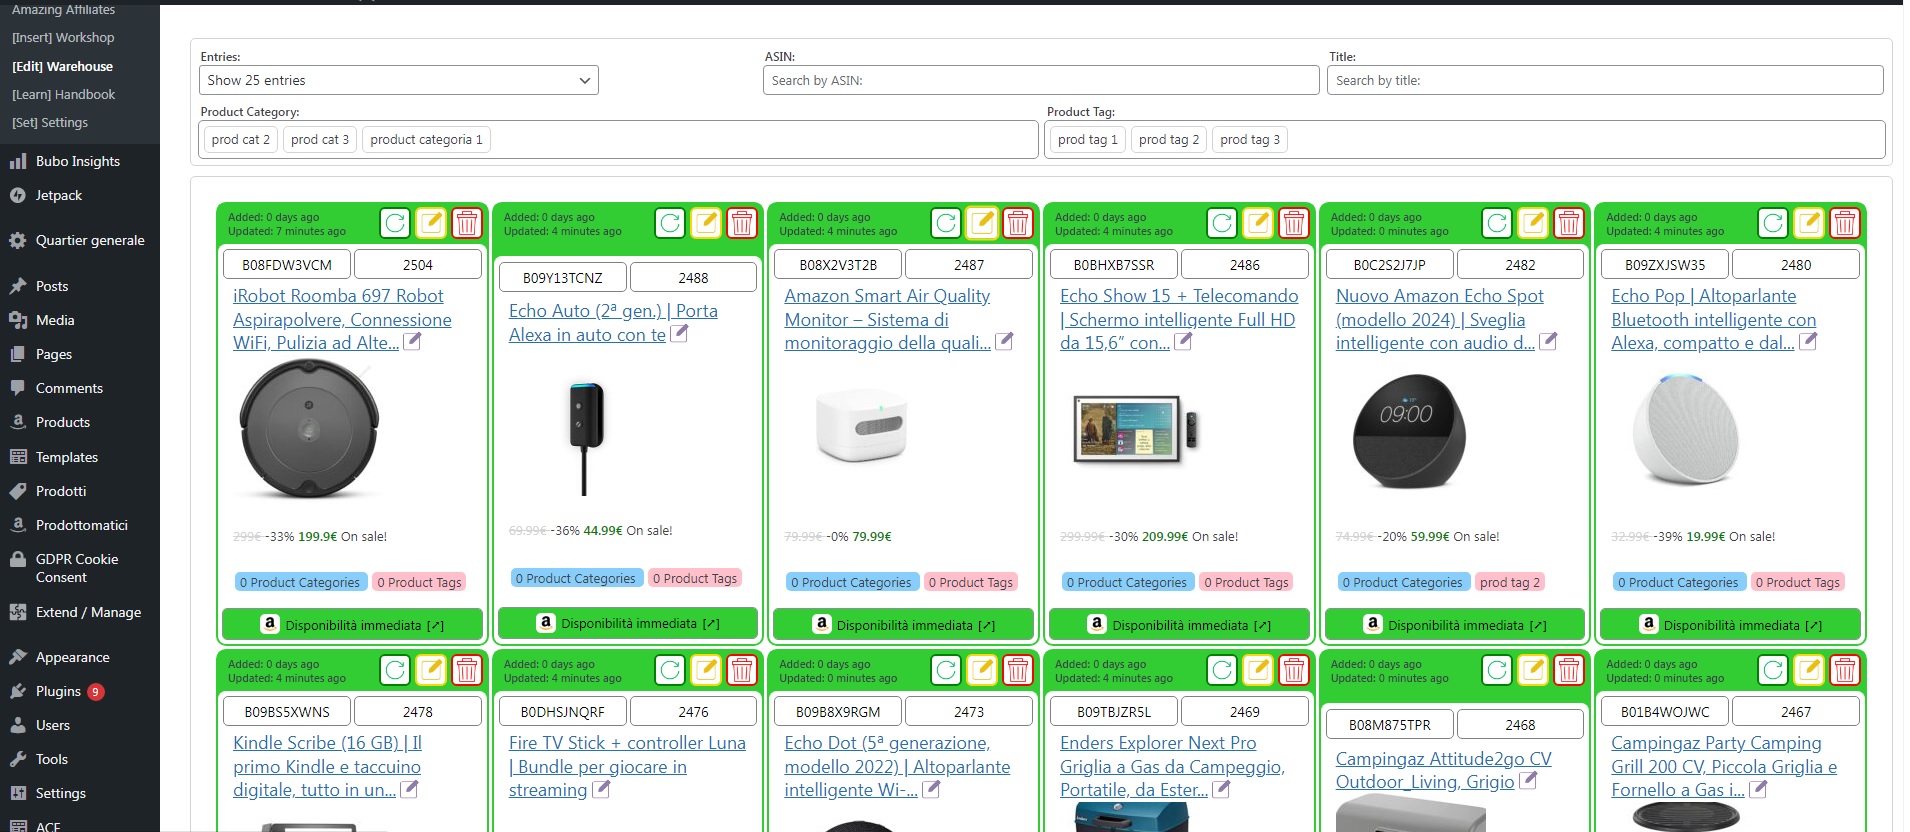 Amazing Affiliates
[Insert] Workshop
[Edit] Warehouse
[Learn] Handbook
[Set] Settings
Bubo Insights
Jetpack
Quartier generale
Posts
Media
Pages
Comments
Products
Templates
Prodotti
Prodottomatici
GDPR Cookie
Consent
Extend / Manage
Appearance
Plugins 9
Users
Tools
Settings
ACF
Entries:
Show 25 entries
ASIN:
Search by ASIN:
Title:
Search by title:
Product Category:
prod cat 2 prod cat 3 product categoria 1
Product Tag:
prod tag 1 prod tag 2 prod tag 3
Added: 0 days ago
Updated: 7 minutes ago
B08FDW3VCM 2504
iRobot Roomba 697 Robot
Aspirapolvere, Connessione
WiFi, Pulizia ad Alte...
299€ -33% 199.9€ On sale!
0 Product Categories 0 Product Tags
a Disponibilità immediata [↗]
Added: 0 days ago
Updated: 4 minutes ago
B09Y13TCNZ 2488
Echo Auto (2ª gen.) | Porta
Alexa in auto con te
69.99€ -36% 44.99€ On sale!
0 Product Categories 0 Product Tags
a Disponibilità immediata [↗]
Added: 0 days ago
Updated: 4 minutes ago
B08X2V3T2B 2487
Amazon Smart Air Quality
Monitor – Sistema di
monitoraggio della quali...
79.99€ -0% 79.99€
0 Product Categories 0 Product Tags
a Disponibilità immediata [↗]
Added: 0 days ago
Updated: 4 minutes ago
B0BHXB7SSR 2486
Echo Show 15 + Telecomando
| Schermo intelligente Full HD
da 15,6” con...
299.99€ -30% 209.99€ On sale!
0 Product Categories 0 Product Tags
a Disponibilità immediata [↗]
Added: 0 days ago
Updated: 0 minutes ago
B0C2S2J7JP 2482
Nuovo Amazon Echo Spot
(modello 2024) | Sveglia
intelligente con audio d...
09:00
74.99€ -20% 59.99€ On sale!
0 Product Categories prod tag 2
a Disponibilità immediata [↗]
Added: 0 days ago
Updated: 4 minutes ago
B09ZXJSW35 2480
Echo Pop | Altoparlante
Bluetooth intelligente con
Alexa, compatto e dal...
32.99€ -39% 19.99€ On sale!
0 Product Categories 0 Product Tags
a Disponibilità immediata [↗]
Added: 0 days ago
Updated: 4 minutes ago
B09BS5XWNS 2478
Kindle Scribe (16 GB) | Il
primo Kindle e taccuino
digitale, tutto in un...
Added: 0 days ago
Updated: 4 minutes ago
B0DHSJNQRF 2476
Fire TV Stick + controller Luna
| Bundle per giocare in
streaming
Added: 0 days ago
Updated: 0 minutes ago
B09B8X9RGM 2473
Echo Dot (5ª generazione,
modello 2022) | Altoparlante
intelligente Wi-...
Added: 0 days ago
Updated: 4 minutes ago
B09TBJZR5L 2469
Enders Explorer Next Pro
Griglia a Gas da Campeggio,
Portatile, da Ester...
Added: 0 days ago
Updated: 0 minutes ago
B08M875TPR 2468
Campingaz Attitude2go CV
Outdoor_Living, Grigio
Added: 0 days ago
Updated: 0 minutes ago
B01B4WOJWC 2467
Campingaz Party Camping
Grill 200 CV, Piccola Griglia e
Fornello a Gas i...